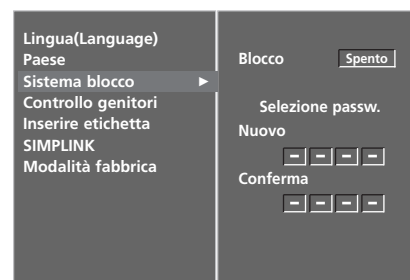 Lingua(Language)
Paese
Sistema blocco ►
Controllo genitori
Inserire etichetta
SIMPLINK
Modalità fabbrica
Blocco Spento
Selezione passw.
Nuovo
– – – –
Conferma
– – – –